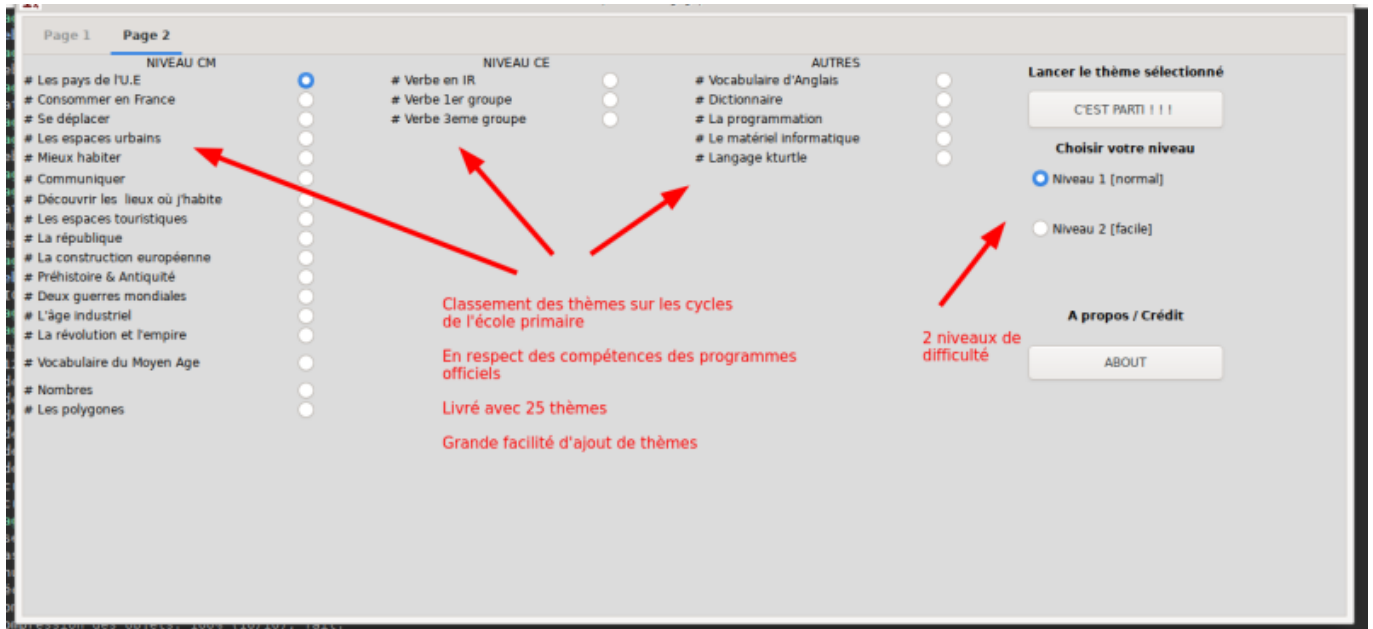 Page 1 Page 2
NIVEAU CM
# Les pays de l'U.E
# Consommer en France
# Se déplacer
# Les espaces urbains
# Mieux habiter
# Communiquer
# Découvrir les  lieux où j'habite
# Les espaces touristiques
# La république
# La construction européenne
# Préhistoire & Antiquité
# Deux guerres mondiales
# L'âge industriel
# La révolution et l'empire
# Vocabulaire du Moyen Age
# Nombres
# Les polygones
NIVEAU CE
# Verbe en IR
# Verbe 1er groupe
# Verbe 3eme groupe
AUTRES
# Vocabulaire d'Anglais
# Dictionnaire
# La programmation
# Le matériel informatique
# Langage kturtle
Lancer le thème sélectionné
C'EST PARTI ! ! !
Choisir votre niveau
Niveau 1 [normal]
Niveau 2 [facile]
A propos / Crédit
ABOUT
Classement des thèmes sur les cycles
de l'école primaire
En respect des compétences des programmes
officiels
Livré avec 25 thèmes
Grande facilité d'ajout de thèmes
2 niveaux de
difficulté